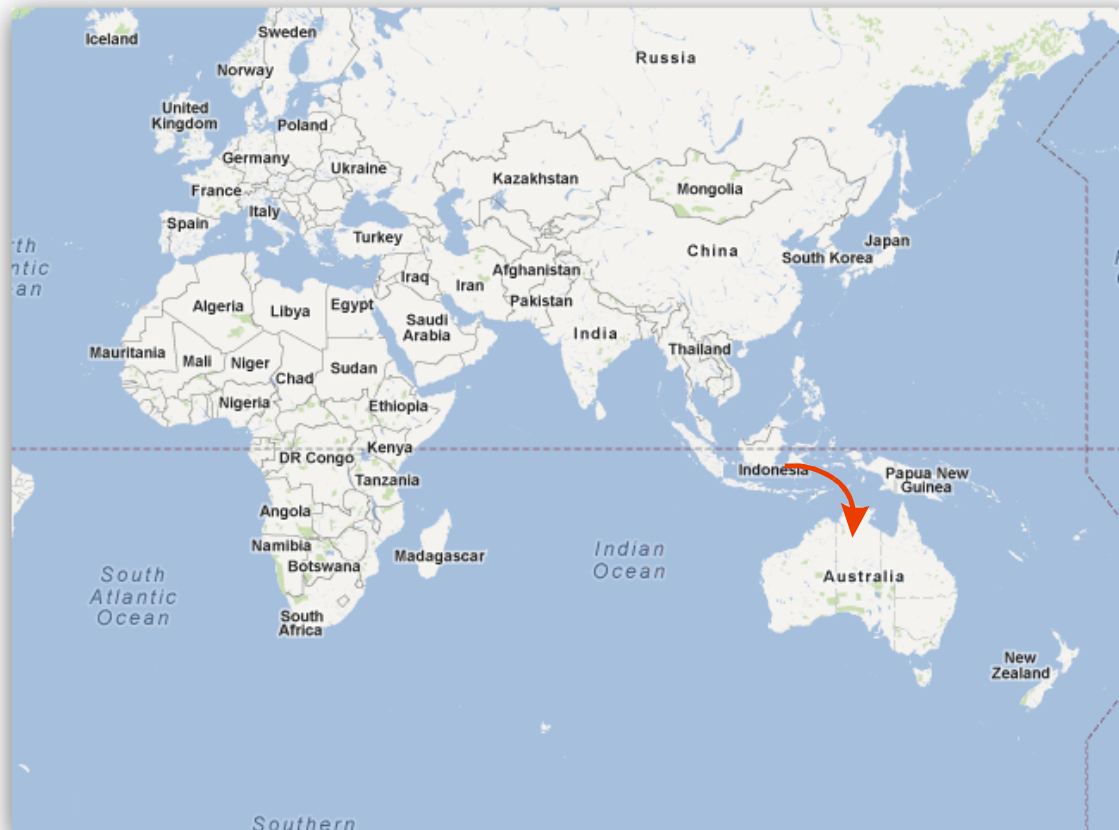 Iceland
Sweden
Norway
Russia
United
Kingdom
Poland
Germany
Ukraine
Kazakhstan
Mongolia
France
Italy
Spain
Turkey
China
Japan
South Korea
Afghanistan
Iraq
Iran
Pakistan
Algeria
Libya
Egypt
Saudi
Arabia
India
Mauritania
Mali
Niger
Chad
Sudan
Thailand
Nigeria
Ethiopia
Kenya
DR Congo
Tanzania
Indonesia
Papua New
Guinea
Angola
Namibia
Botswana
Madagascar
Indian
Ocean
Australia
South
Atlantic
Ocean
South
Africa
New
Zealand
Southern